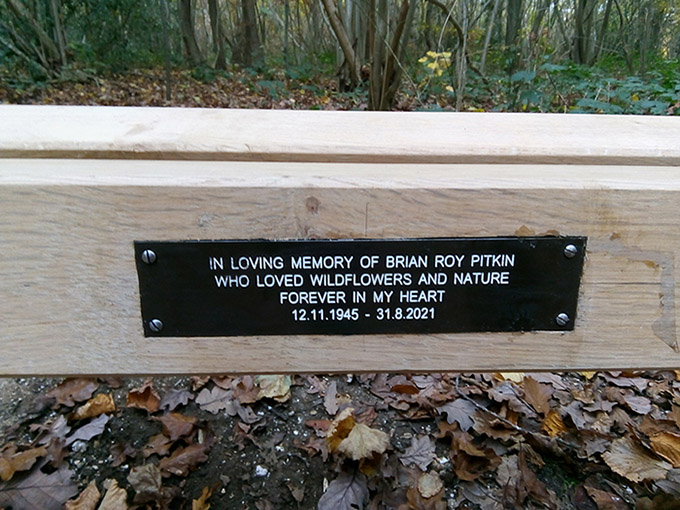 IN LOVING MEMORY OF BRIAN ROY PITKIN
WHO LOVED WILDFLOWERS AND NATURE
FOREVER IN MY HEART
12.11.1945 - 31.8.2021